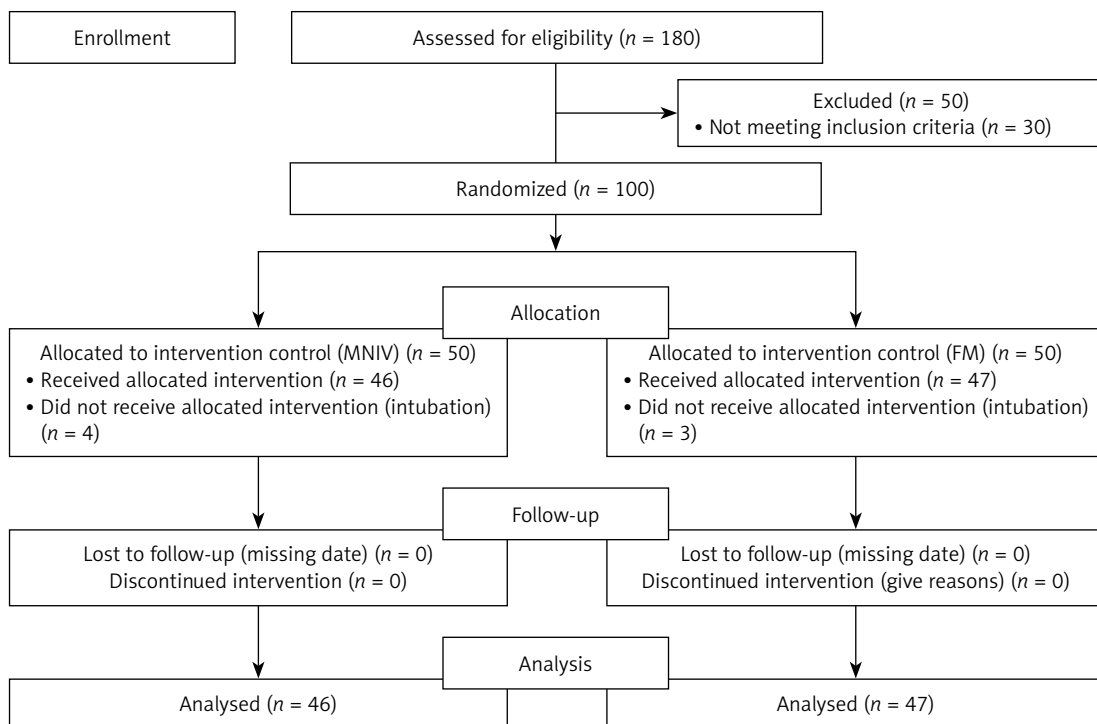 Enrollment
Assessed for eligibility (n = 180)
Excluded (n = 50)
• Not meeting inclusion criteria (n = 30)
Randomized (n = 100)
Allocation
Allocated to intervention control (MNIV) (n = 50)
• Received allocated intervention (n = 46)
• Did not receive allocated intervention (intubation)
(n = 4)
Allocated to intervention control (FM) (n = 50)
• Received allocated intervention (n = 47)
• Did not receive allocated intervention (intubation)
(n = 3)
Follow-up
Lost to follow-up (missing date) (n = 0)
Discontinued intervention (n = 0)
Lost to follow-up (missing date) (n = 0)
Discontinued intervention (give reasons) (n = 0)
Analysis
Analysed (n = 46)
Analysed (n = 47)